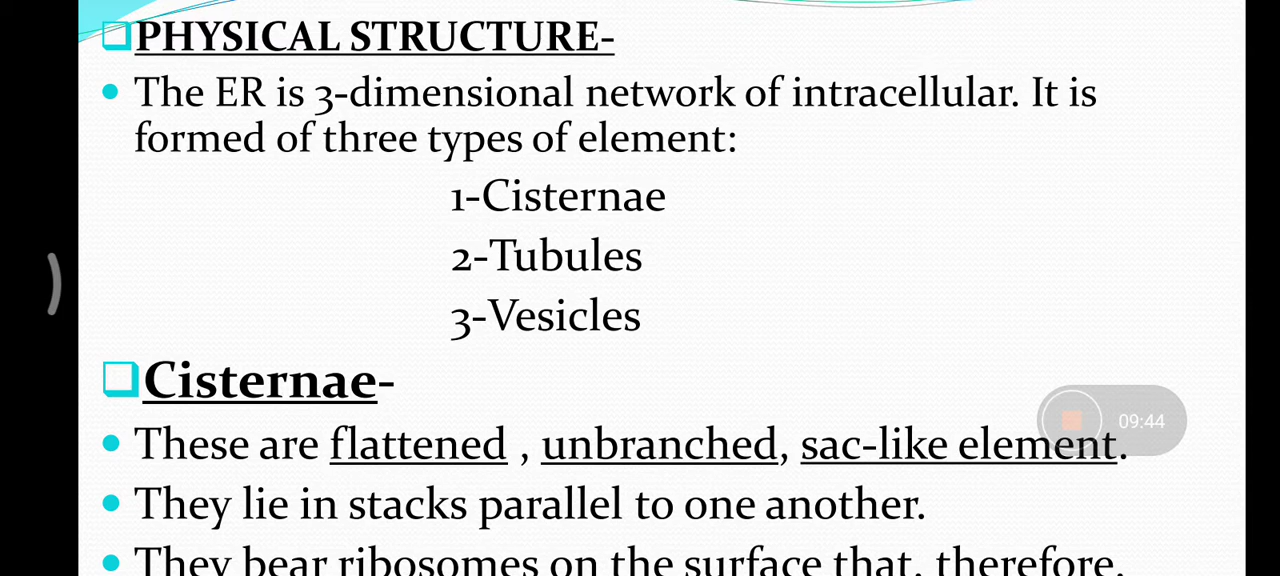 PHYSICAL STRUCTURE-
The ER is 3-dimensional network of intracellular. It is
formed of three types of element:
1-Cisternae
2-Tubules
3-Vesicles
Cisternae-
These are flattened , unbranched, sac-like element.
09:44
They lie in stacks parallel to one another.
They bear ribosomes on the surface that, therefore,